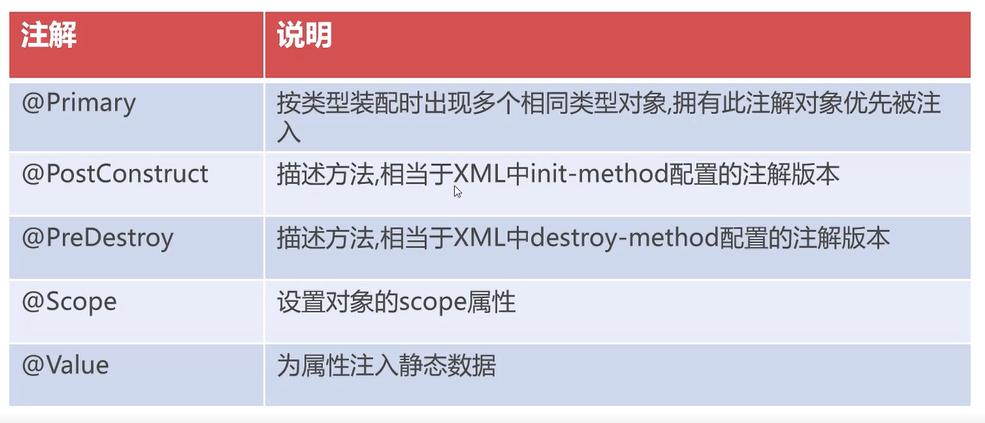 注解 说明
@Primary 按类型装配时出现多个相同类型对象,拥有此注解对象优先被注
入
@PostConstruct 描述方法,相当于XML中init-method配置的注解版本
@PreDestroy 描述方法,相当于XML中destroy-method配置的注解版本
@Scope 设置对象的scope属性
@Value 为属性注入静态数据